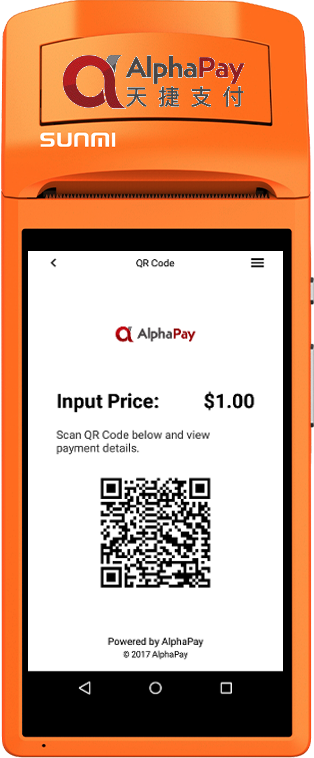 AlphaPay
天捷支付
SUNMI
QR Code
AlphaPay
Input Price: $1.00
Scan QR Code below and view
payment details.
Powered by AlphaPay
© 2017 AlphaPay